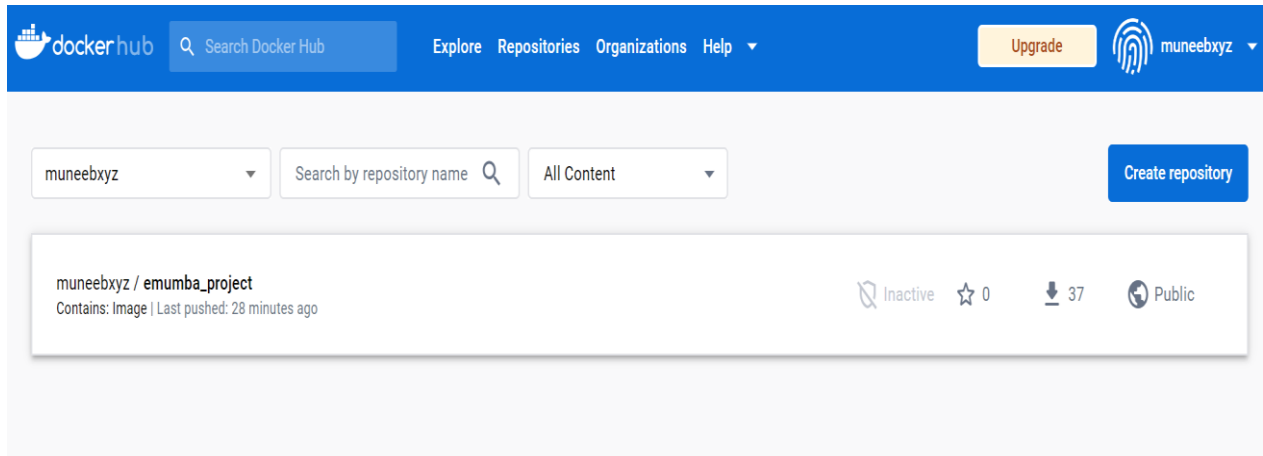 dockerhub Search Docker Hub Explore Repositories Organizations Help Upgrade muneebxyz
muneebxyz Search by repository name All Content Create repository
muneebxyz / emumba_project
Contains: Image | Last pushed: 28 minutes ago
Inactive 0 37 Public